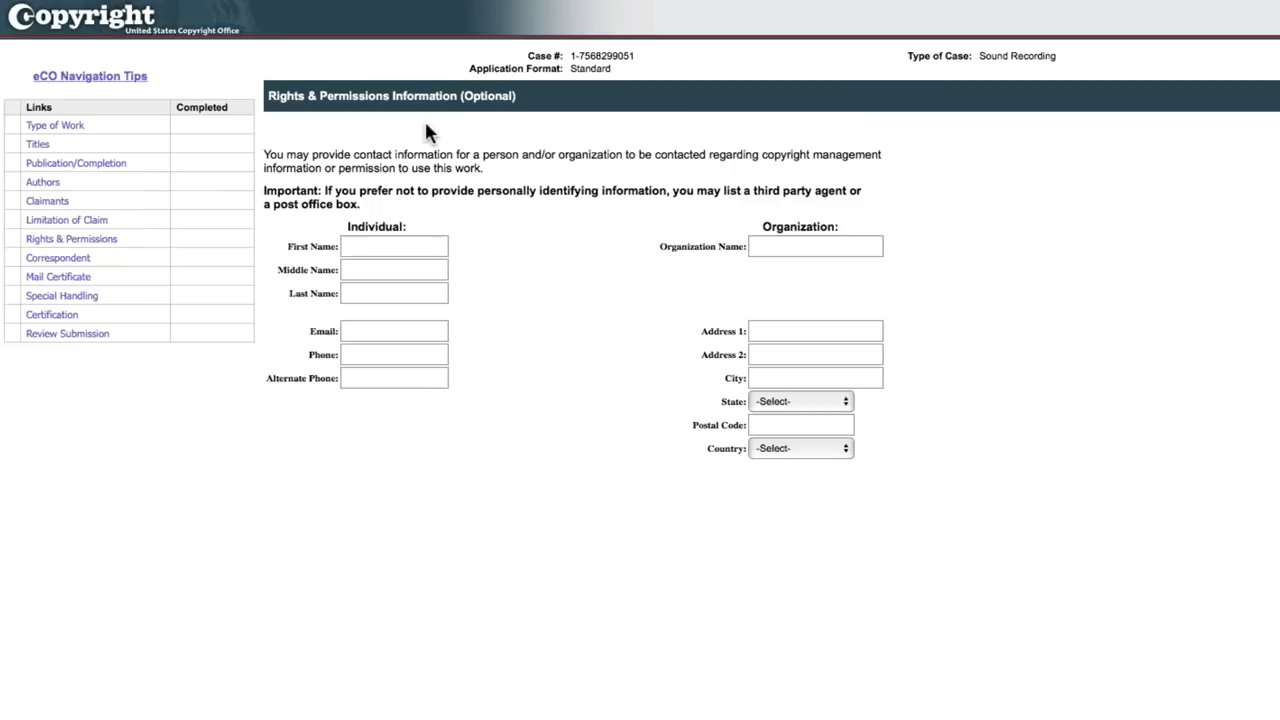 Copyright
United States Copyright Office
Case #: 1-7568299051
Application Format: Standard
Type of Case: Sound Recording
eCO Navigation Tips
Links Completed
Type of Work
Titles
Publication/Completion
Authors
Claimants
Limitation of Claim
Rights & Permissions
Correspondent
Mail Certificate
Special Handling
Certification
Review Submission
Rights & Permissions Information (Optional)
You may provide contact information for a person and/or organization to be contacted regarding copyright management
information or permission to use this work.
Important: If you prefer not to provide personally identifying information, you may list a third party agent or
a post office box.
Individual:
First Name:
Middle Name:
Last Name:
Email:
Phone:
Alternate Phone:
Organization:
Organization Name:
Address 1:
Address 2:
City:
State: -Select-
Postal Code:
Country: -Select-